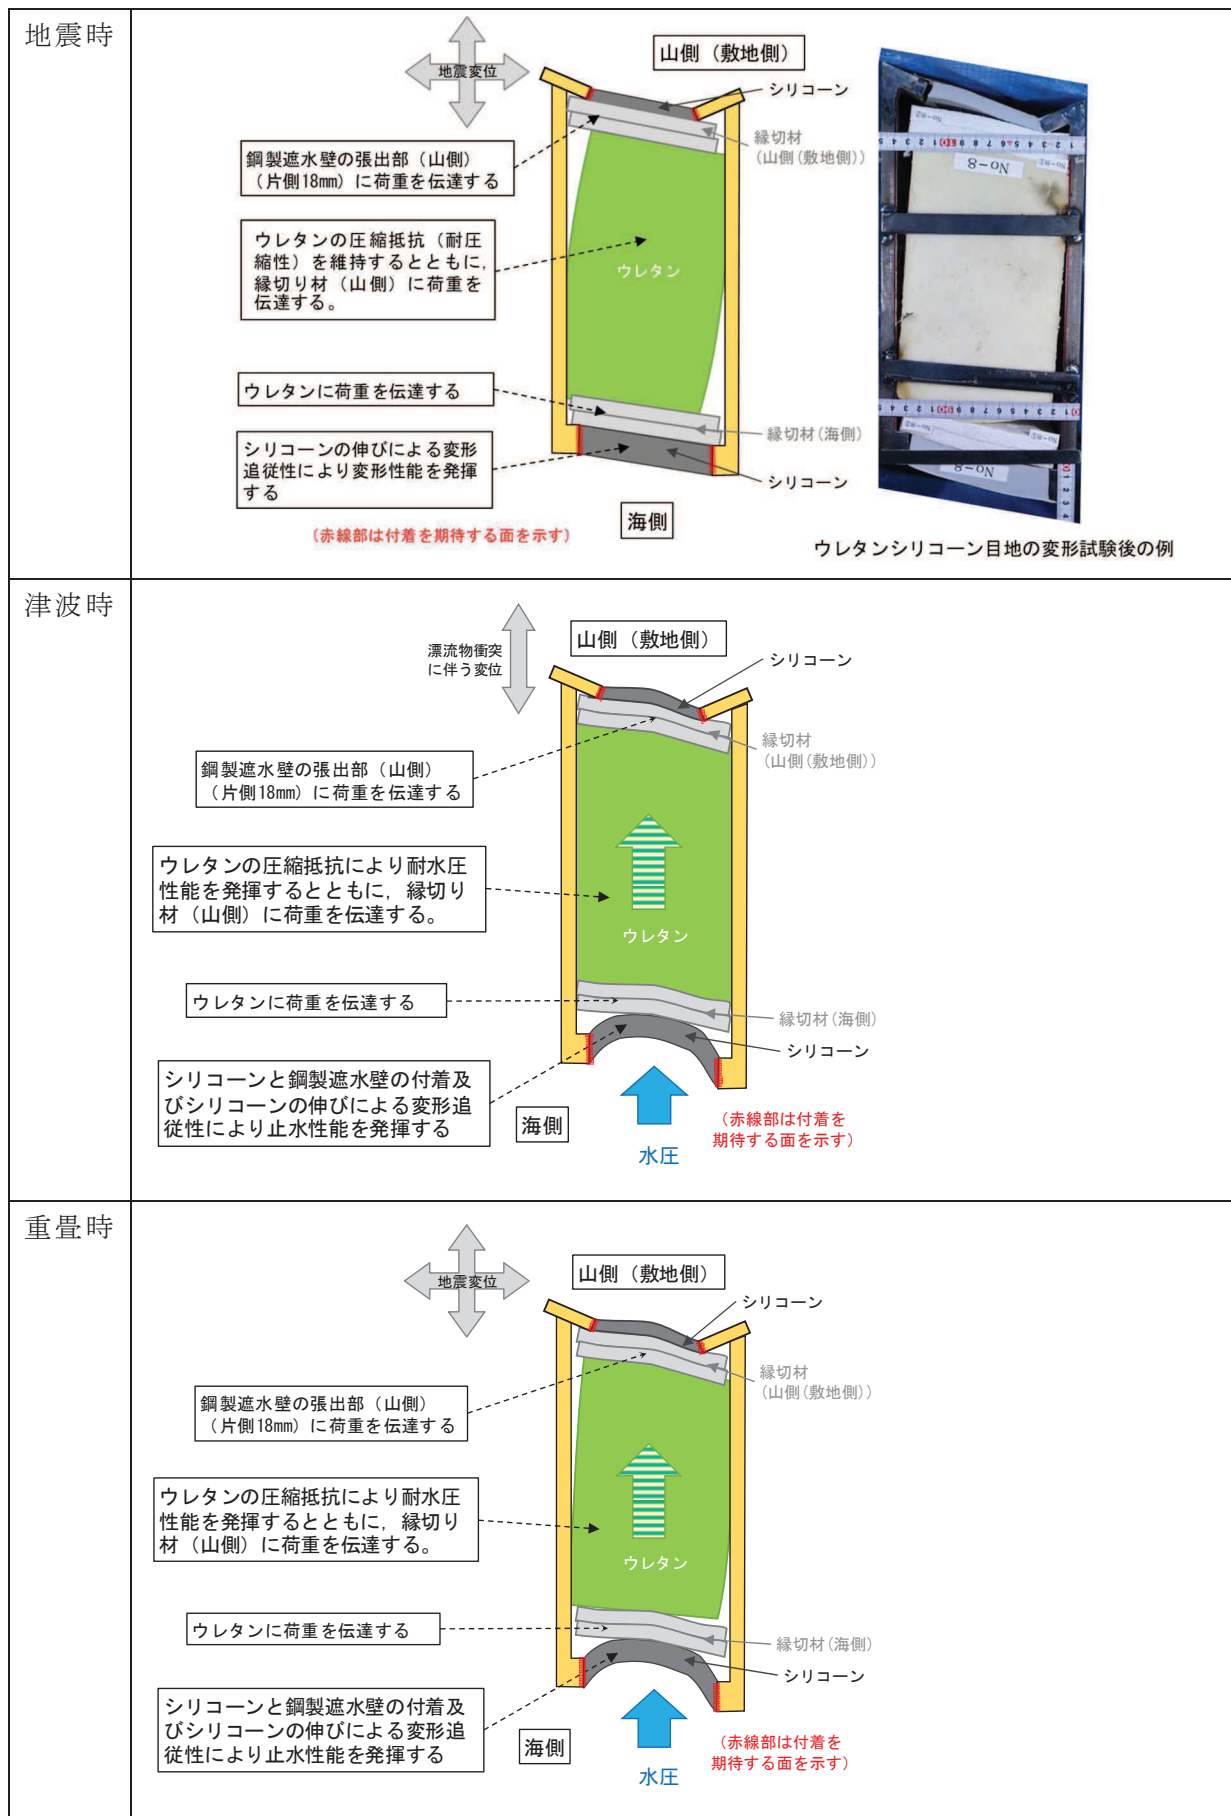 地震時
地震変位
山側（敷地側）
シリコーン
縁切材
(山側(敷地側))
鋼製遮水壁の張出部（山側）
（片側18mm）に荷重を伝達する
ウレタンの圧縮抵抗（耐圧
縮性）を維持するとともに,
縁切り材（山側）に荷重を
伝達する。
ウレタン
ウレタンに荷重を伝達する
縁切材(海側)
シリコーンの伸びによる変形
追従性により変形性能を発揮
する
シリコーン
海側
(赤線部は付着を期待する面を示す)
No-8
No-8
ウレタンシリコーン目地の変形試験後の例
津波時
漂流物衝突
に伴う変位
山側（敷地側）
シリコーン
縁切材
(山側(敷地側))
鋼製遮水壁の張出部（山側）
（片側18mm）に荷重を伝達する
ウレタンの圧縮抵抗により耐水圧
性能を発揮するとともに, 縁切り
材（山側）に荷重を伝達する。
ウレタン
ウレタンに荷重を伝達する
縁切材(海側)
シリコーン
シリコーンと鋼製遮水壁の付着及
びシリコーンの伸びによる変形追
従性により止水性能を発揮する
海側
水圧
(赤線部は付着を
期待する面を示す)
重畳時
地震変位
山側（敷地側）
シリコーン
縁切材
(山側(敷地側))
鋼製遮水壁の張出部（山側）
（片側18mm）に荷重を伝達する
ウレタンの圧縮抵抗により耐水圧
性能を発揮するとともに, 縁切り
材（山側）に荷重を伝達する。
ウレタン
ウレタンに荷重を伝達する
縁切材(海側)
シリコーン
シリコーンと鋼製遮水壁の付着及
びシリコーンの伸びによる変形追
従性により止水性能を発揮する
海側
水圧
(赤線部は付着を
期待する面を示す)